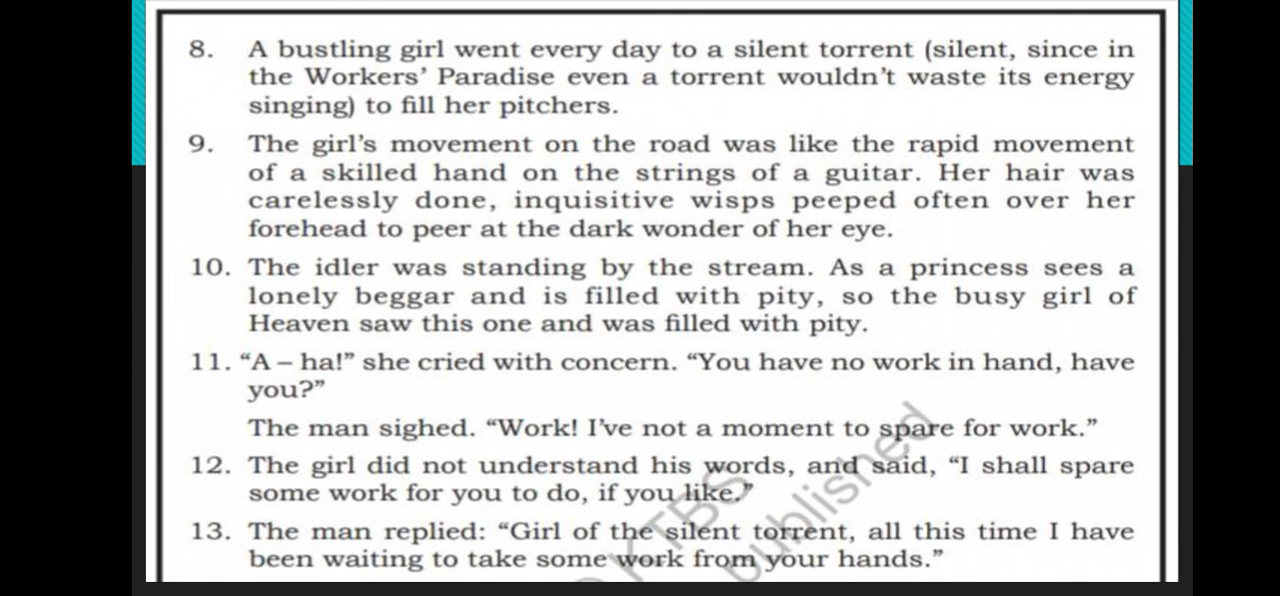 8. A bustling girl went every day to a silent torrent (silent, since in
the Workers’ Paradise even a torrent wouldn’t waste its energy
singing) to fill her pitchers.
9. The girl’s movement on the road was like the rapid movement
of a skilled hand on the strings of a guitar. Her hair was
carelessly done, inquisitive wisps peeped often over her
forehead to peer at the dark wonder of her eye.
10. The idler was standing by the stream. As a princess sees a
lonely beggar and is filled with pity, so the busy girl of
Heaven saw this one and was filled with pity.
11. “A – ha!” she cried with concern. “You have no work in hand, have
you?”
The man sighed. “Work! I’ve not a moment to spare for work.”
12. The girl did not understand his words, and said, “I shall spare
some work for you to do, if you like.”
13. The man replied: “Girl of the silent torrent, all this time I have
been waiting to take some work from your hands.”
KTBS
published